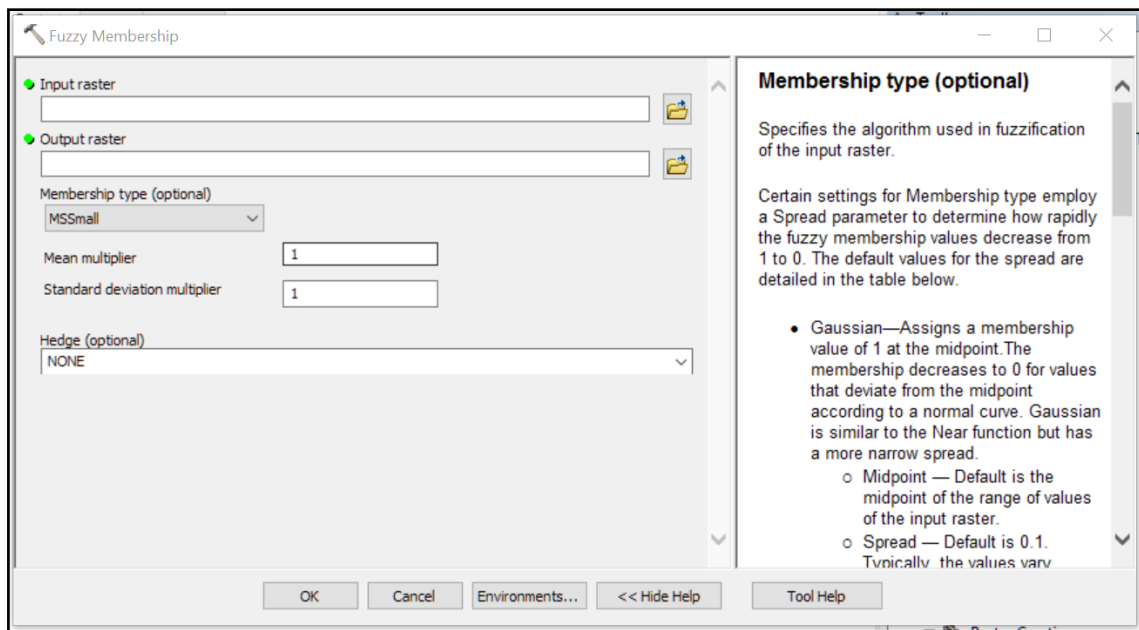 Fuzzy Membership
Input raster
Output raster
Membership type (optional)
MSSmall
Mean multiplier
1
Standard deviation multiplier
1
Hedge (optional)
NONE
Membership type (optional)
Specifies the algorithm used in fuzzification
of the input raster.
Certain settings for Membership type employ
a Spread parameter to determine how rapidly
the fuzzy membership values decrease from
1 to 0. The default values for the spread are
detailed in the table below.
• Gaussian—Assigns a membership
value of 1 at the midpoint.The
membership decreases to 0 for values
that deviate from the midpoint
according to a normal curve. Gaussian
is similar to the Near function but has
a more narrow spread.
o Midpoint — Default is the
midpoint of the range of values
of the input raster.
o Spread — Default is 0.1.
Typically, the values vary
OK
Cancel
Environments...
<< Hide Help
Tool Help